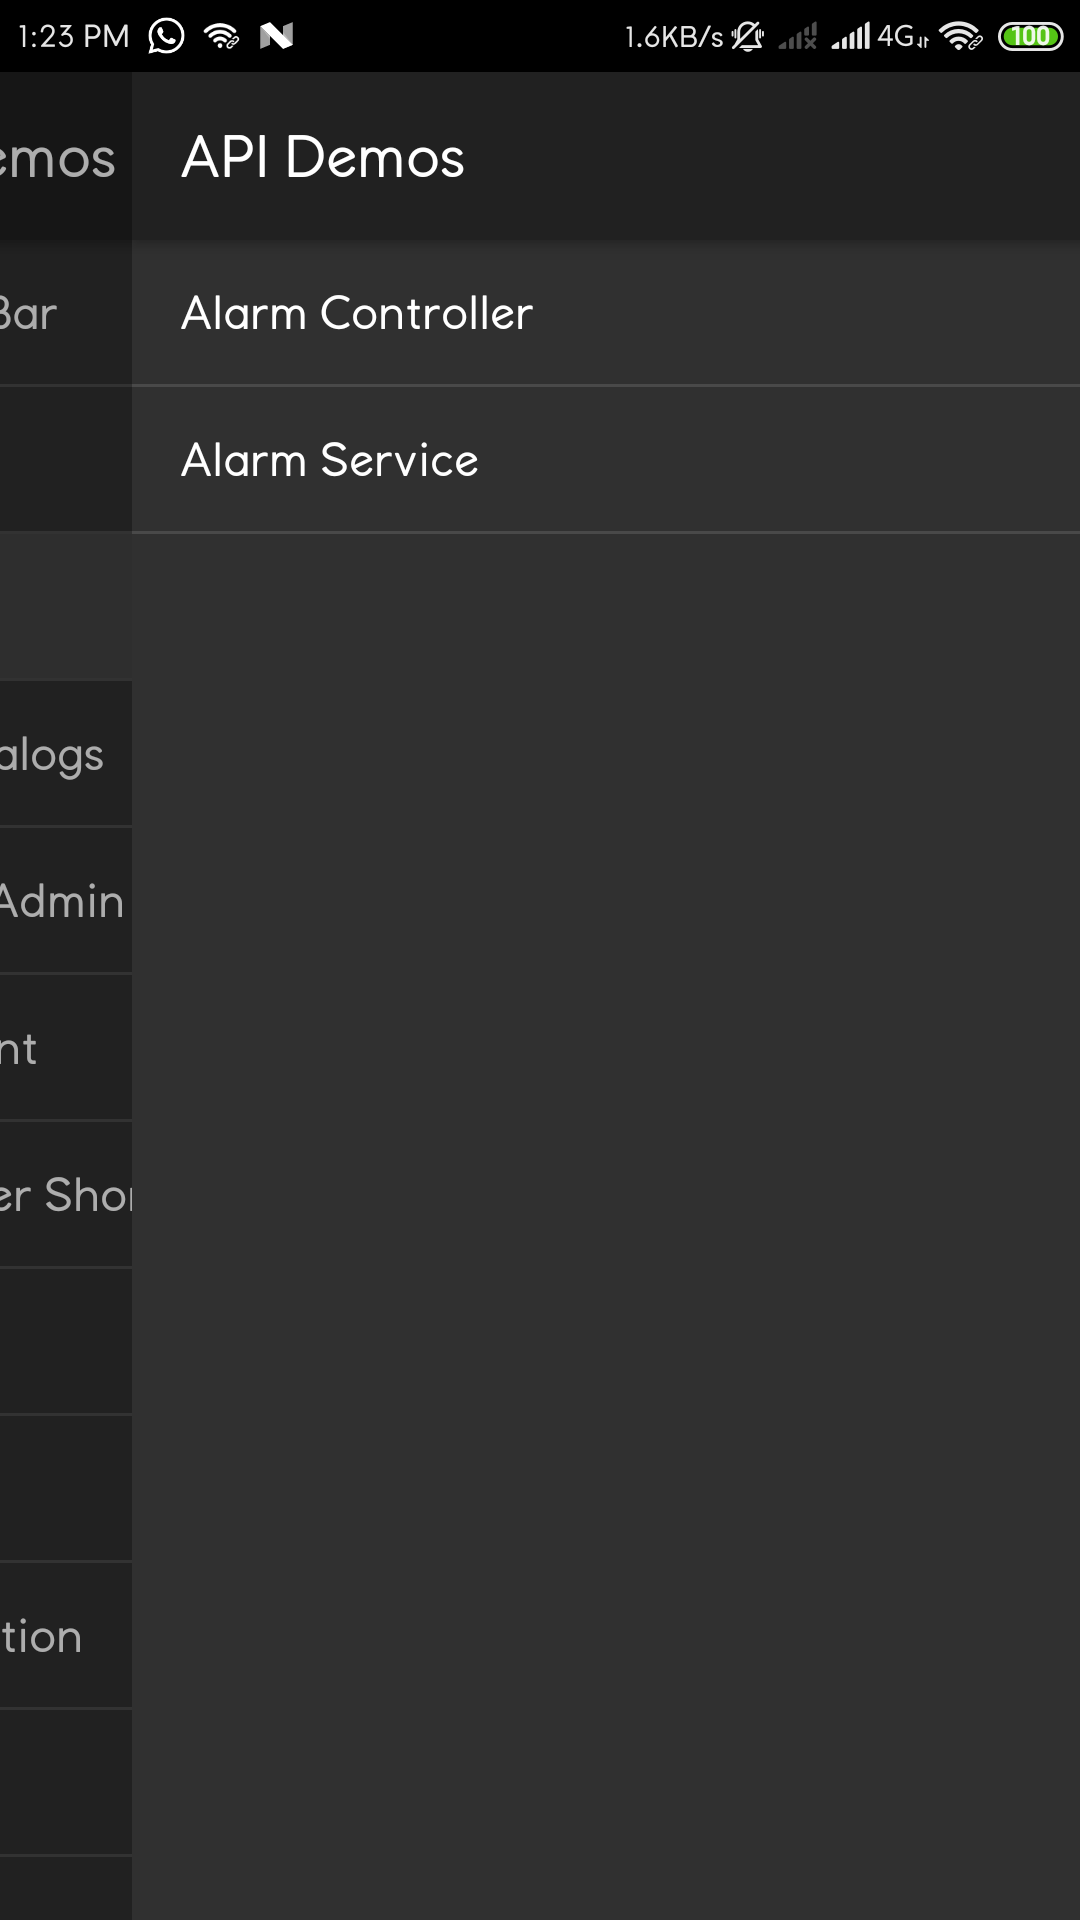 1:23 PM 1.6KB/s 4G 100
emos API Demos
Bar Alarm Controller
Alarm Service
alogs
Admin
nt
er Shor
tion